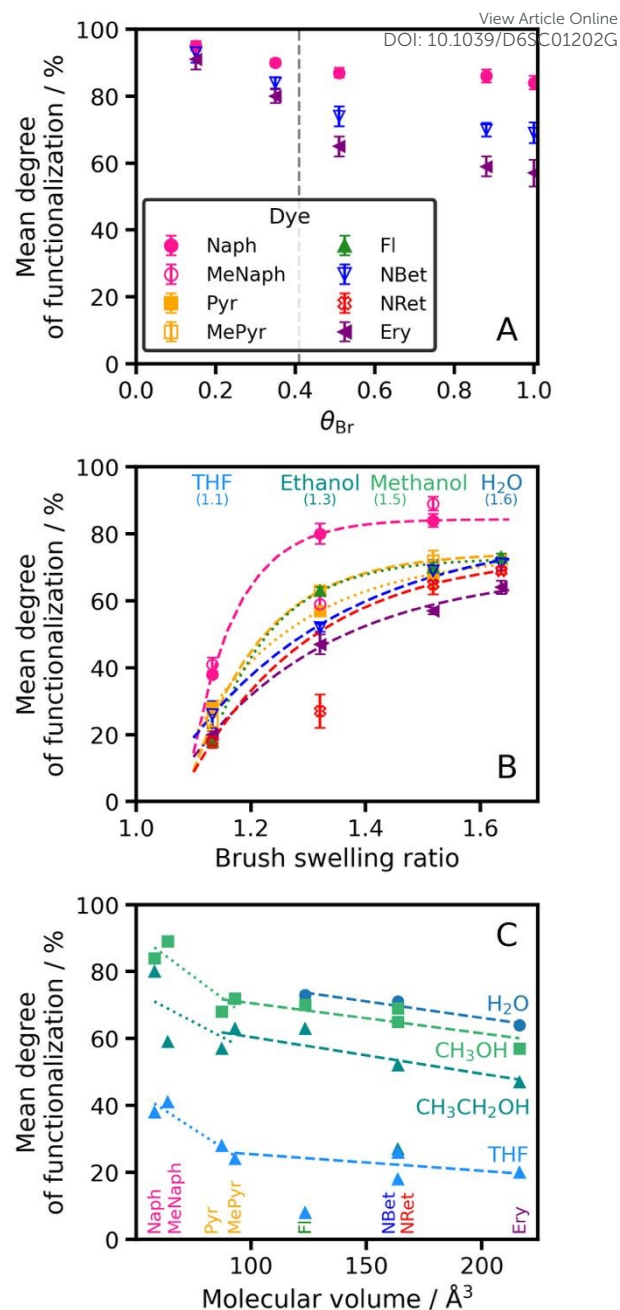 View Article Online
DOI: 10.1039/D6SC01202G
Mean degree
of functionalization / %
100
80
60
40
20
0
Dye
Naph
MeNaph
Pyr
MePyr
Fl
NBet
NRet
Ery
A
0.0 0.2 0.4 0.6 0.8 1.0
θBr
Mean degree
of functionalization / %
100
80
60
40
20
0
THF Ethanol Methanol H₂O
(1.1) (1.3) (1.5) (1.6)
B
1.0 1.2 1.4 1.6
Brush swelling ratio
Mean degree
of functionalization / %
100
80
60
40
20
0
C
H₂O
CH₃OH
CH₃CH₂OH
THF
Naph
MeNaph
Pyr
MePyr
Fl
NBet
NRet
Ery
100 150 200
Molecular volume / Å³